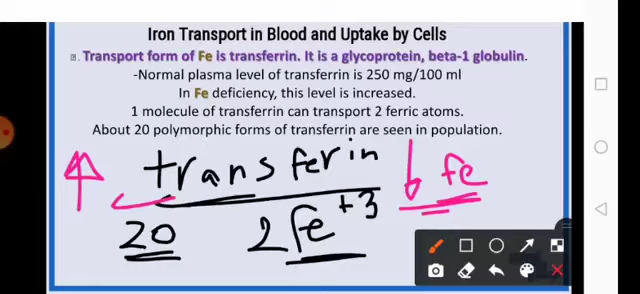 Iron Transport in Blood and Uptake by Cells
. Transport form of Fe is transferrin. It is a glycoprotein, beta-1 globulin.
-Normal plasma level of transferrin is 250 mg/100 ml
In Fe deficiency, this level is increased.
1 molecule of transferrin can transport 2 ferric atoms.
About 20 polymorphic forms of transferrin are seen in population.
transferin
Fe
20 2Fe+3